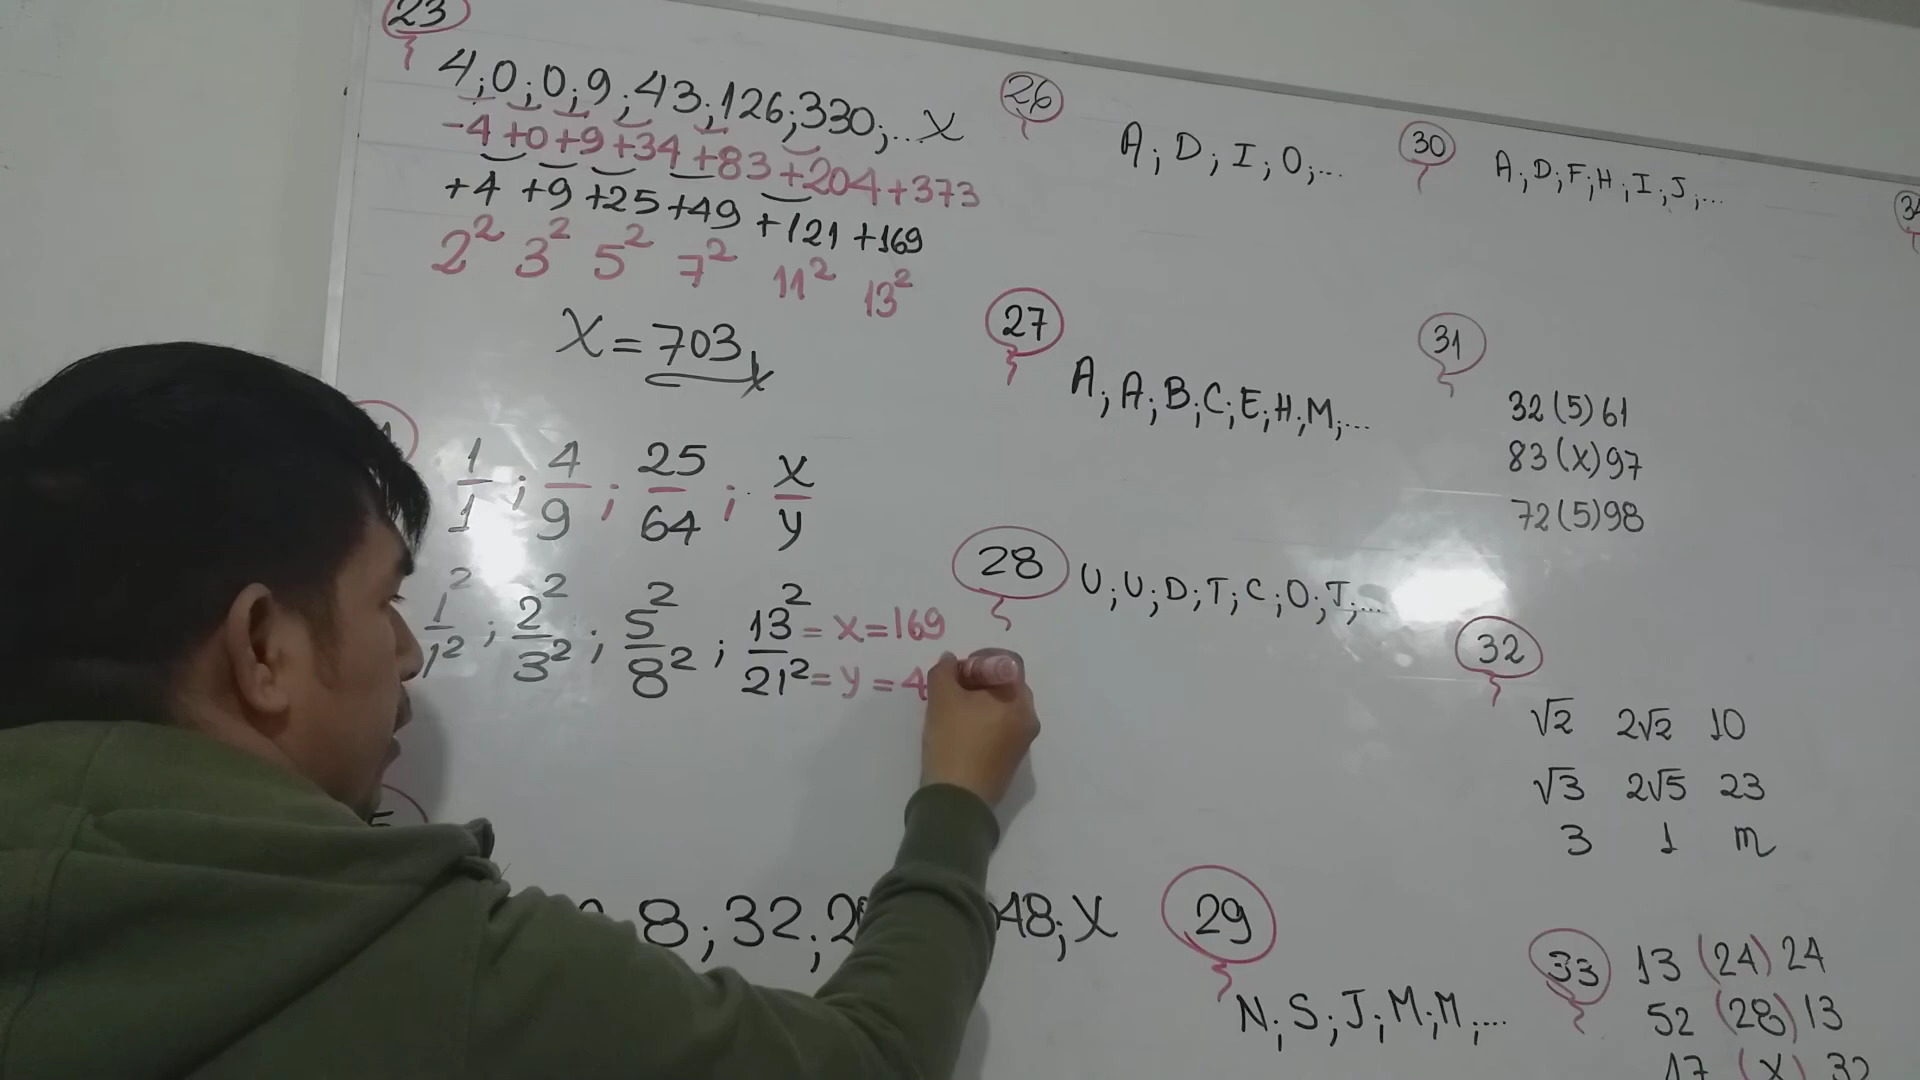 23
4;0;0;9;43;126;330;...X
-4+0+9+34+83+204+373
+4 +9 +25 +49 +121 +169
2² 3² 5² 7² 11² 13²
X=703
1/1 ; 4/9 ; 25/64 ; x/y
1²/1² ; 2²/3² ; 5²/8² ; 13²/21²
= x=169
= y=4
8;32;2
48;X
26
A;D;I;O;...
27
A;A;B;C;E;H;M;...
28
U;U;D;T;C;O;T;...
29
N;S;J;M;M;...
30
A;D;F;H;I;J;...
31
32(5)61
83(x)97
72(5)98
32
√2 2√2 10
√3 2√5 23
3 1 m
33
13 (24) 24
52 (28) 13
17 (x) 32